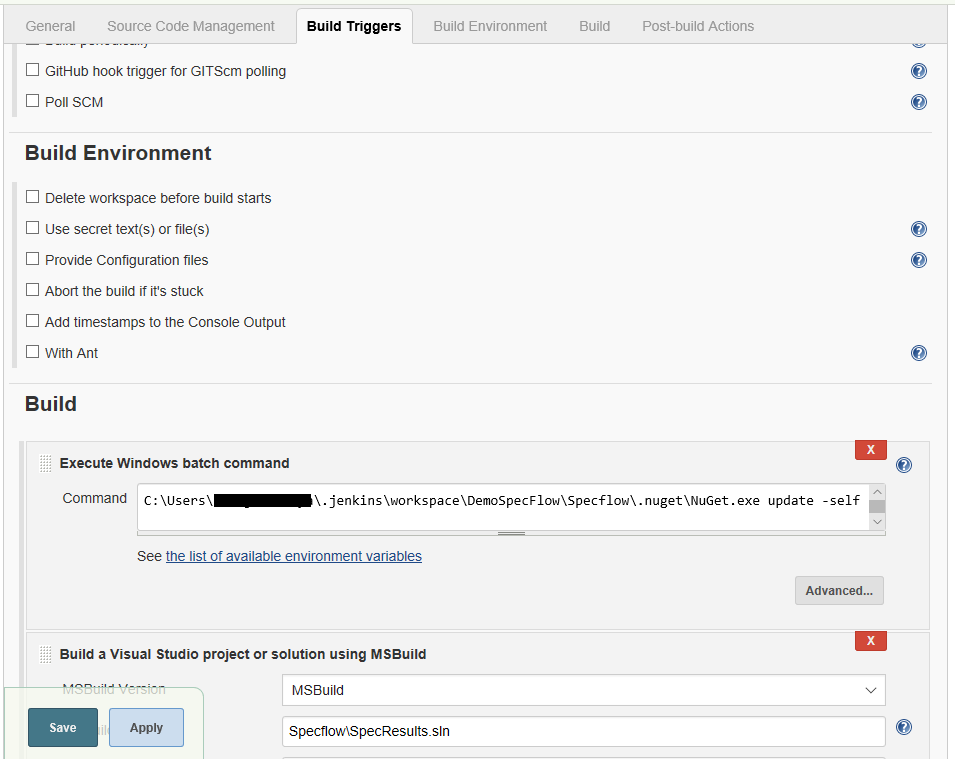 General Source Code Management Build Triggers Build Environment Build Post-build Actions
Build periodically
GitHub hook trigger for GITScm polling
Poll SCM
Build Environment
Delete workspace before build starts
Use secret text(s) or file(s)
Provide Configuration files
Abort the build if it's stuck
Add timestamps to the Console Output
With Ant
Build
X
Execute Windows batch command
Command C:\Users\ \.jenkins\workspace\DemoSpecFlow\Specflow\.nuget\NuGet.exe update -self
See the list of available environment variables
Advanced...
X
Build a Visual Studio project or solution using MSBuild
MSBuild Version MSBuild
Save Apply Specflow\SpecResults.sln